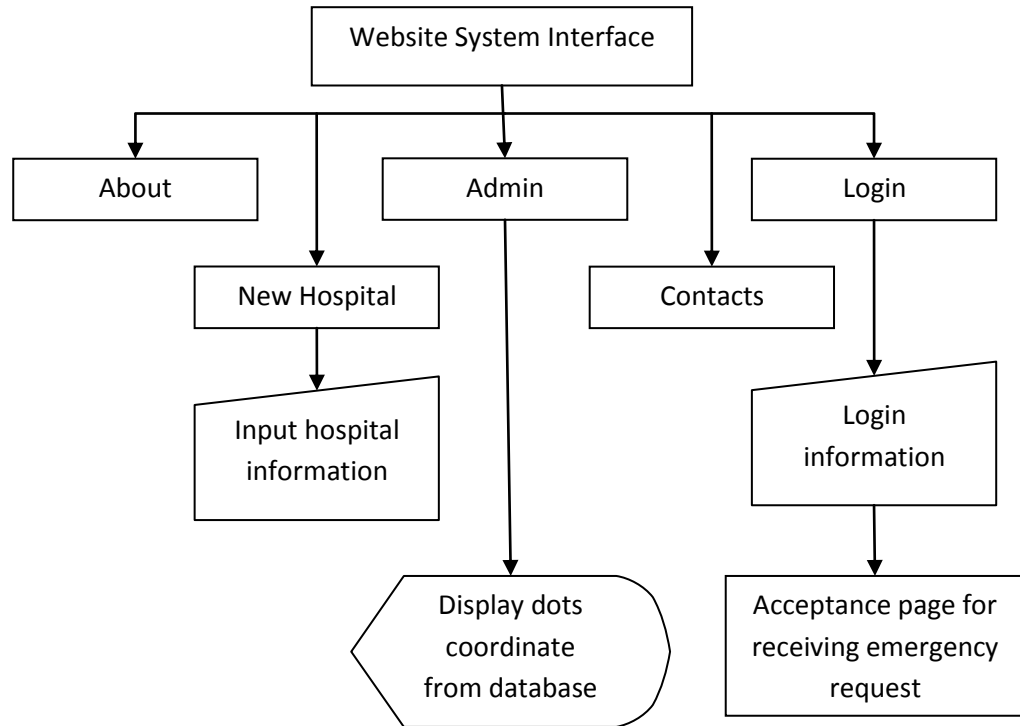 Website System Interface
About
Admin
Login
New Hospital
Contacts
Input hospital
information
Login
information
Display dots
coordinate
from database
Acceptance page for
receiving emergency
request